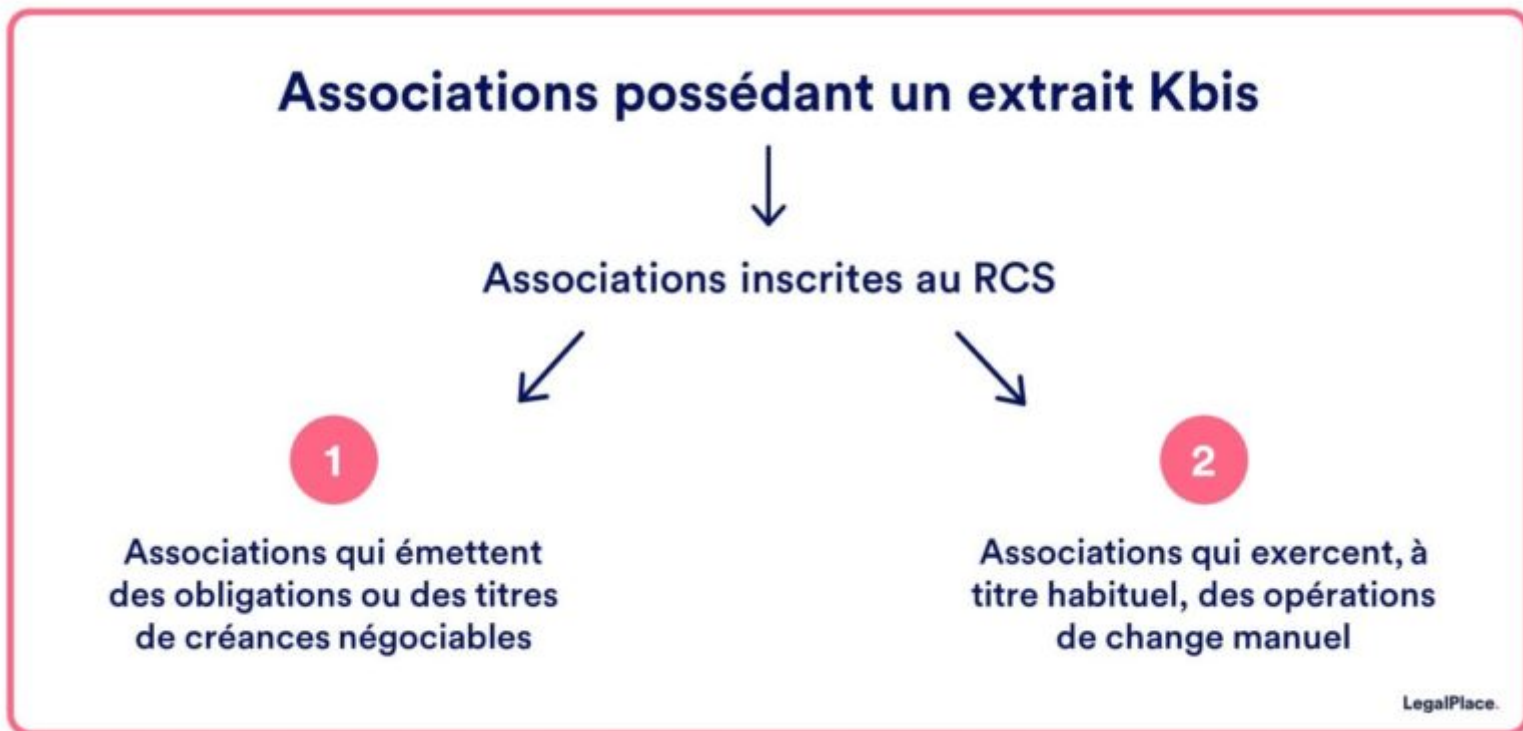 Associations possédant un extrait Kbis
Associations inscrites au RCS
1
Associations qui émettent
des obligations ou des titres
de créances négociables
2
Associations qui exercent, à
titre habituel, des opérations
de change manuel
LegalPlace.